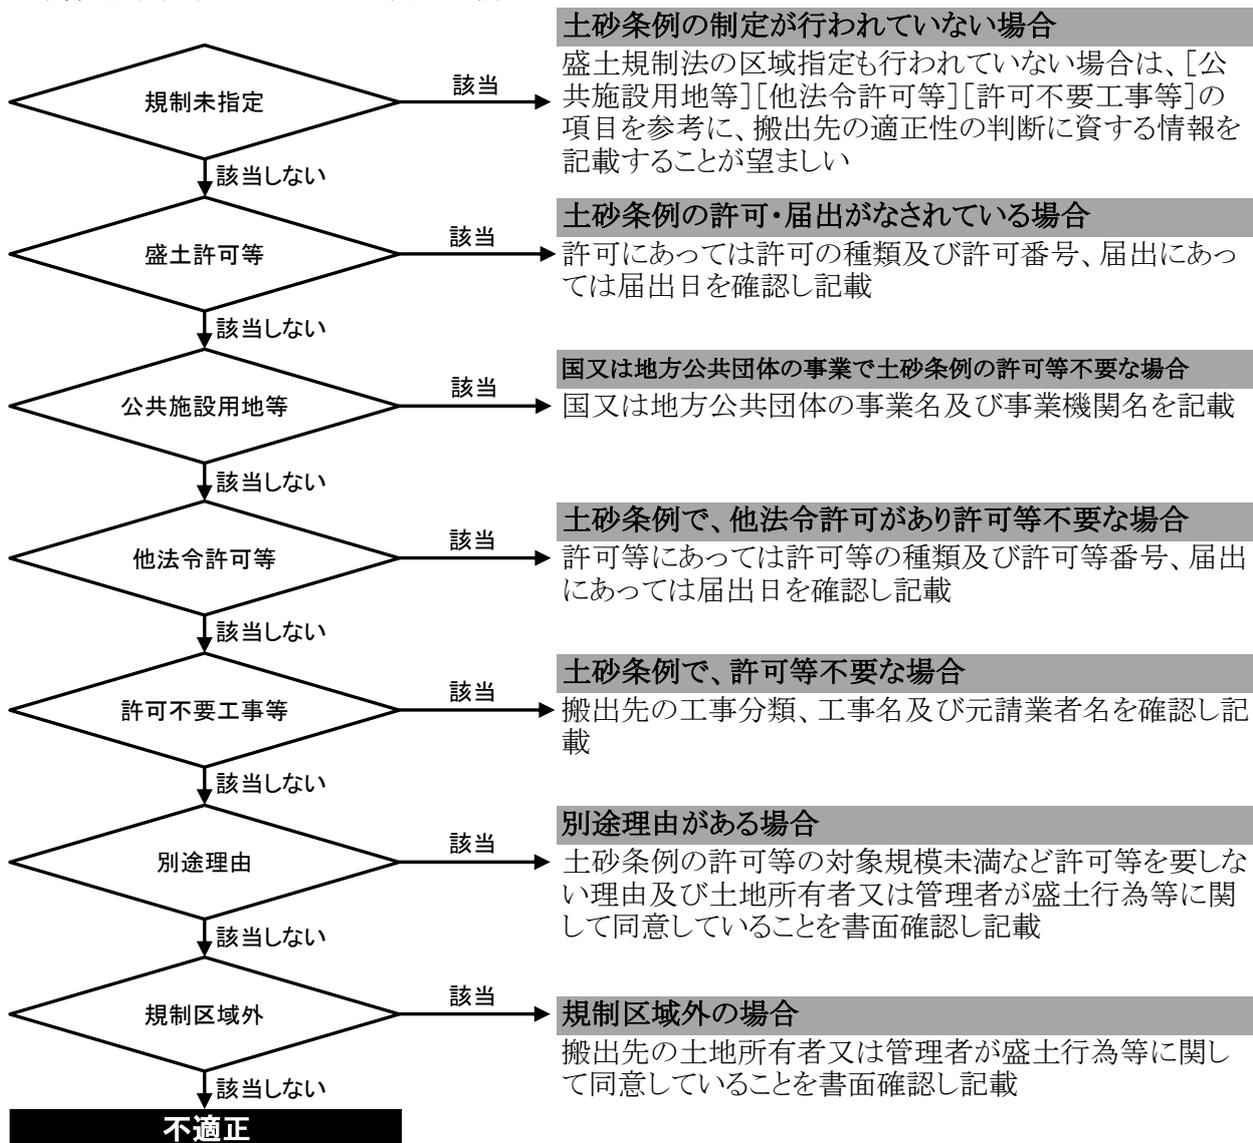 土砂条例の制定が行われていない場合
規制未指定
該当
盛土規制法の区域指定も行われていない場合は、[公
共施設用地等][他法令許可等][許可不要工事等]の
項目を参考に、搬出先の適正性の判断に資する情報を
記載することが望ましい
該当しない
土砂条例の許可・届出がなされている場合
盛土許可等
該当
許可にあっては許可の種類及び許可番号、届出にあっ
ては届出日を確認し記載
該当しない
国又は地方公共団体の事業で土砂条例の許可等不要な場合
公共施設用地等
該当
国又は地方公共団体の事業名及び事業機関名を記載
該当しない
土砂条例で、他法令許可があり許可等不要な場合
他法令許可等
該当
許可等にあっては許可等の種類及び許可等番号、届出
にあっては届出日を確認し記載
該当しない
土砂条例で、許可等不要な場合
許可不要工事等
該当
搬出先の工事分類、工事名及び元請業者名を確認し記
載
該当しない
別途理由がある場合
別途理由
該当
土砂条例の許可等の対象規模未満など許可等を要しな
い理由及び土地所有者又は管理者が盛土行為等に関
して同意していることを書面確認し記載
該当しない
規制区域外の場合
規制区域外
該当
搬出先の土地所有者又は管理者が盛土行為等に関し
て同意していることを書面確認し記載
該当しない
不適正